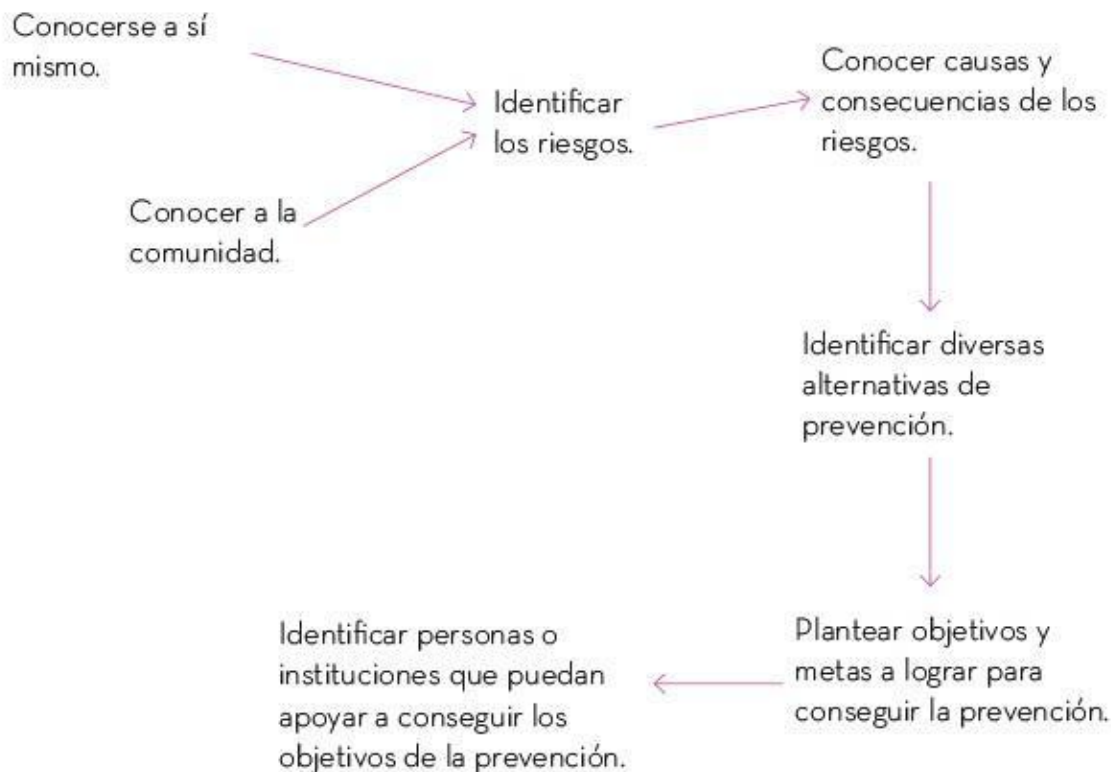 Conocerse a sí
mismo.
Conocer a la
comunidad.
Identificar
los riesgos.
Conocer causas y
consecuencias de los
riesgos.
Identificar diversas
alternativas de
prevención.
Plantear objetivos y
metas a lograr para
conseguir la prevención.
Identificar personas o
instituciones que puedan
apoyar a conseguir los
objetivos de la prevención.